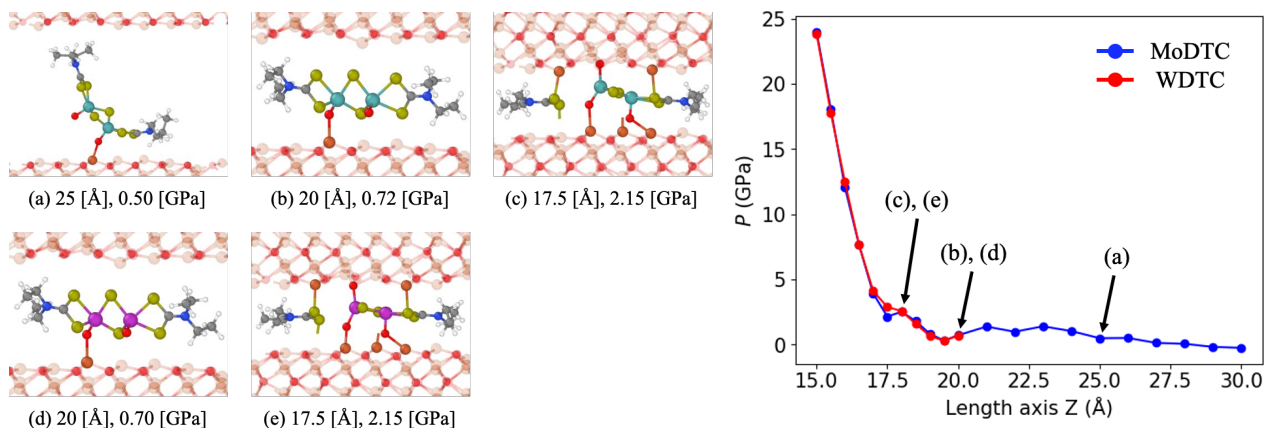 (a) 25 [Å], 0.50 [GPa]
(b) 20 [Å], 0.72 [GPa]
(c) 17.5 [Å], 2.15 [GPa]
(d) 20 [Å], 0.70 [GPa]
(e) 17.5 [Å], 2.15 [GPa]
25
20
15
10
5
0
P (GPa)
MoDTC
WDTC
(c), (e)
(b), (d)
(a)
15.0 17.5 20.0 22.5 25.0 27.5 30.0
Length axis Z (Å)